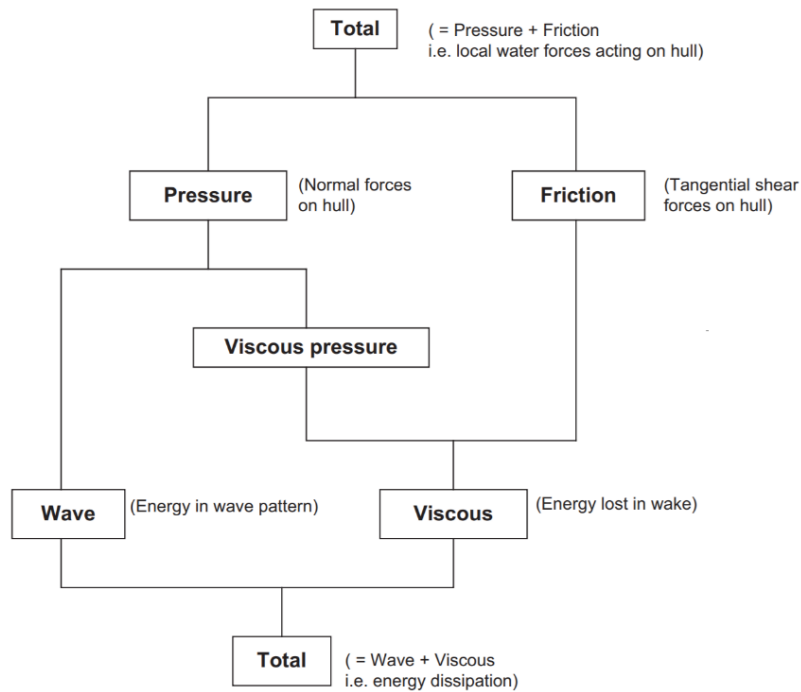 Total
( = Pressure + Friction
i.e. local water forces acting on hull)
Pressure
(Normal forces
on hull)
Friction
(Tangential shear
forces on hull)
Viscous pressure
Wave
(Energy in wave pattern)
Viscous
(Energy lost in wake)
Total
( = Wave + Viscous
i.e. energy dissipation)